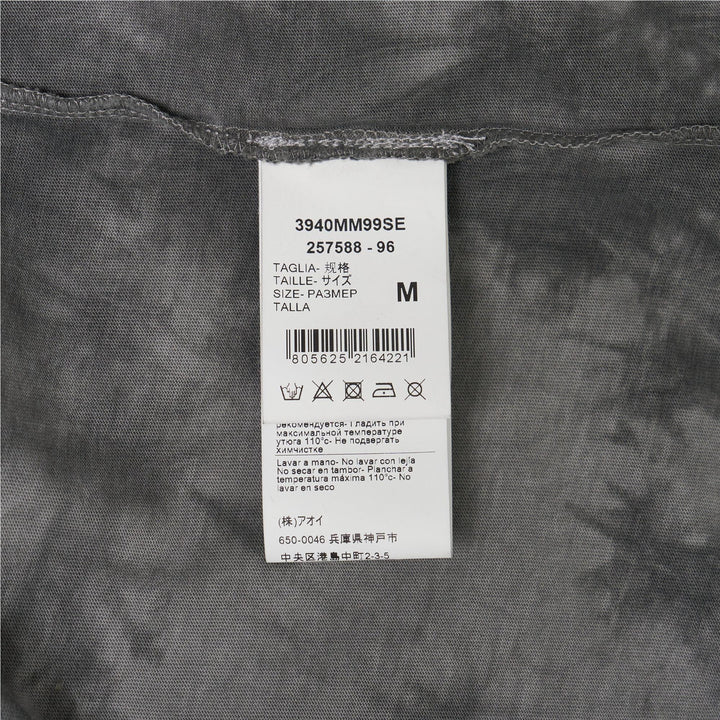 3940MM99SE
257588 - 96
TAGLIA- 规格
TAILLE- サイズ
SIZE- РАЗМЕР
TALLA
M
805625 216422
рекомендуется- Гладить при
максимальной температуре
утюга 110°с- Не подвергать
химчистке
Lavar a mano- No lavar con lejía
No secar en tambor- Planchar a
temperatura máxima 110°c- No
lavar en seco
(株)アオイ
650-0046 兵庫県神戸市
中央区港島中町2-3-5